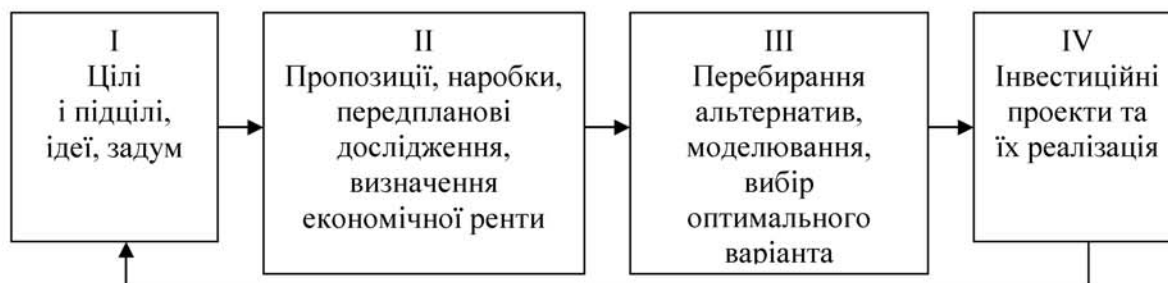 I
Цілі
і підцілі,
ідеї, задум
II
Пропозиції, наробки,
передпланові
дослідження,
визначення
економічної ренти
III
Перебирання
альтернатив,
моделювання,
вибір
оптимального
варіанта
IV
Інвестиційні
проекти та
їх реалізація